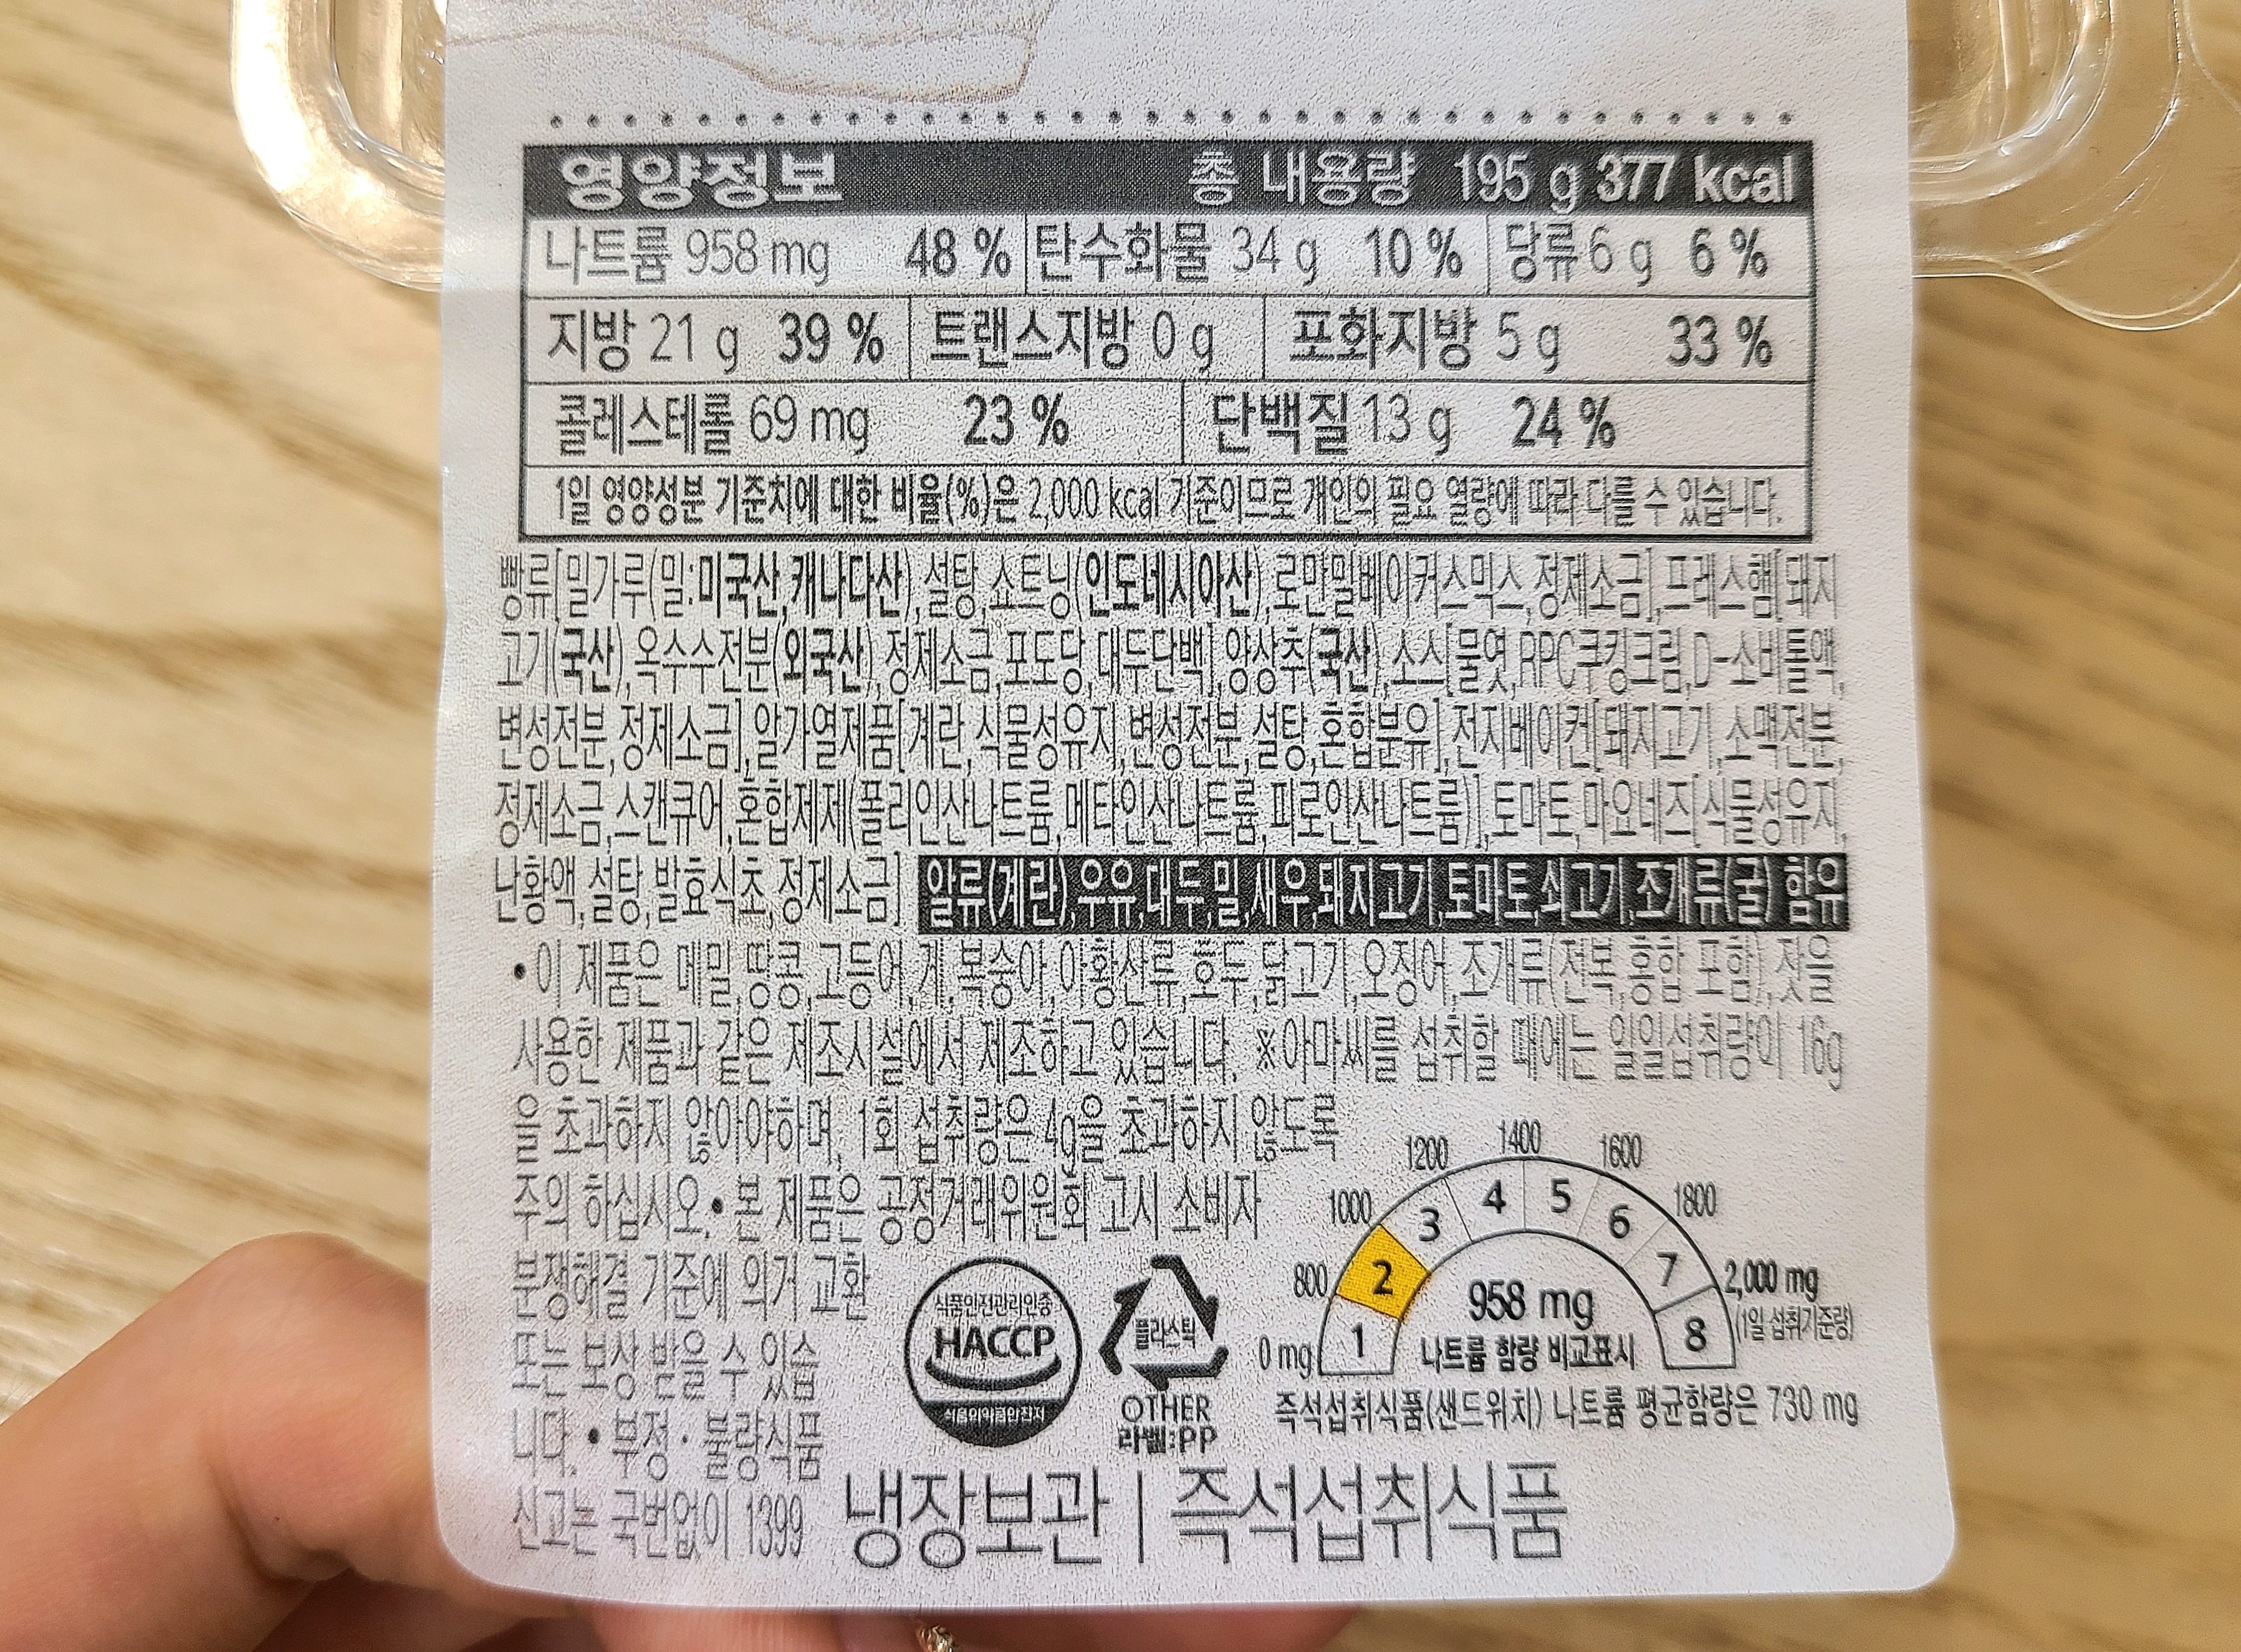 영양정보 총 내용량 195 g 377 kcal
나트륨 958 mg 48 % 탄수화물 34 g 10 % 당류 6 g 6 %
지방 21 g 39 % 트랜스지방 0 g 포화지방 5 g 33 %
콜레스테롤 69 mg 23 % 단백질 13 g 24 %
1일 영양성분 기준치에 대한 비율(%)은 2,000 kcal 기준이므로 개인의 필요 열량에 따라 다를 수 있습니다.
빵류[밀가루(밀:미국산,캐나다산),설탕,쇼트닝(인도네시아산),로만밀베이커스믹스,정제소금],프레스햄[돼지
고기(국산),옥수수전분(외국산),정제소금,포도당,대두단백],양상추(국산),소스[물엿,RPC쿠킹크림,D-소비톨액,
변성전분,정제소금],알가열제품[계란,식물성유지,변성전분,설탕,혼합분유],전지베이컨[돼지고기,소맥전분,
정제소금,스캔큐어,혼합제제(폴리인산나트륨,메타인산나트륨,피로인산나트륨)],토마토,마요네즈[식물성유지,
난황액,설탕,발효식초,정제소금] 알류(계란),우유,대두,밀,새우,돼지고기,토마토,쇠고기,조개류(굴) 함유
• 이 제품은 메밀,땅콩,고등어,게,복숭아,아황산류,호두,닭고기,오징어,조개류(전복,홍합 포함),잣을
사용한 제품과 같은 제조시설에서 제조하고 있습니다. ※아마씨를 섭취할 때에는 일일섭취량이 16g
을 초과하지 않아야하며, 1회 섭취량은 4g을 초과하지 않도록
주의 하십시오.• 본 제품은 공정거래위원회 고시 소비자
분쟁해결 기준에 의거 교환
또는 보상 받을 수 있습
니다. • 부정·불량식품
신고는 국번없이 1399
식품안전관리인증
HACCP
식품의약품안전처
플라스틱
OTHER
라벨:PP
0 mg 800 1000 1200 1400 1600 1800 2,000 mg
(1일 섭취기준량)
1 2 3 4 5 6 7 8
958 mg
나트륨 함량 비교표시
즉석섭취식품(샌드위치) 나트륨 평균함량은 730 mg
냉장보관 | 즉석섭취식품